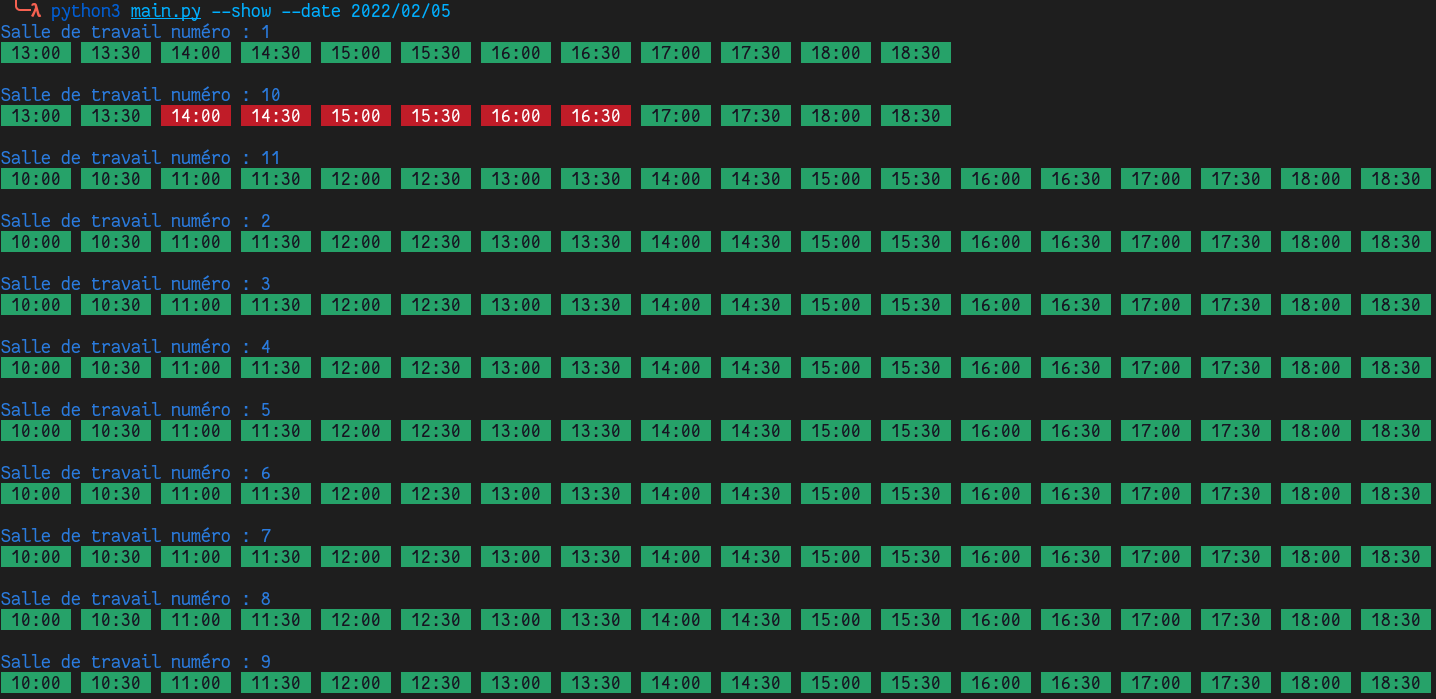 λ python3 main.py --show --date 2022/02/05
Salle de travail numéro : 1
13:00 13:30 14:00 14:30 15:00 15:30 16:00 16:30 17:00 17:30 18:00 18:30
Salle de travail numéro : 10
13:00 13:30 14:00 14:30 15:00 15:30 16:00 16:30 17:00 17:30 18:00 18:30
Salle de travail numéro : 11
10:00 10:30 11:00 11:30 12:00 12:30 13:00 13:30 14:00 14:30 15:00 15:30 16:00 16:30 17:00 17:30 18:00 18:30
Salle de travail numéro : 2
10:00 10:30 11:00 11:30 12:00 12:30 13:00 13:30 14:00 14:30 15:00 15:30 16:00 16:30 17:00 17:30 18:00 18:30
Salle de travail numéro : 3
10:00 10:30 11:00 11:30 12:00 12:30 13:00 13:30 14:00 14:30 15:00 15:30 16:00 16:30 17:00 17:30 18:00 18:30
Salle de travail numéro : 4
10:00 10:30 11:00 11:30 12:00 12:30 13:00 13:30 14:00 14:30 15:00 15:30 16:00 16:30 17:00 17:30 18:00 18:30
Salle de travail numéro : 5
10:00 10:30 11:00 11:30 12:00 12:30 13:00 13:30 14:00 14:30 15:00 15:30 16:00 16:30 17:00 17:30 18:00 18:30
Salle de travail numéro : 6
10:00 10:30 11:00 11:30 12:00 12:30 13:00 13:30 14:00 14:30 15:00 15:30 16:00 16:30 17:00 17:30 18:00 18:30
Salle de travail numéro : 7
10:00 10:30 11:00 11:30 12:00 12:30 13:00 13:30 14:00 14:30 15:00 15:30 16:00 16:30 17:00 17:30 18:00 18:30
Salle de travail numéro : 8
10:00 10:30 11:00 11:30 12:00 12:30 13:00 13:30 14:00 14:30 15:00 15:30 16:00 16:30 17:00 17:30 18:00 18:30
Salle de travail numéro : 9
10:00 10:30 11:00 11:30 12:00 12:30 13:00 13:30 14:00 14:30 15:00 15:30 16:00 16:30 17:00 17:30 18:00 18:30